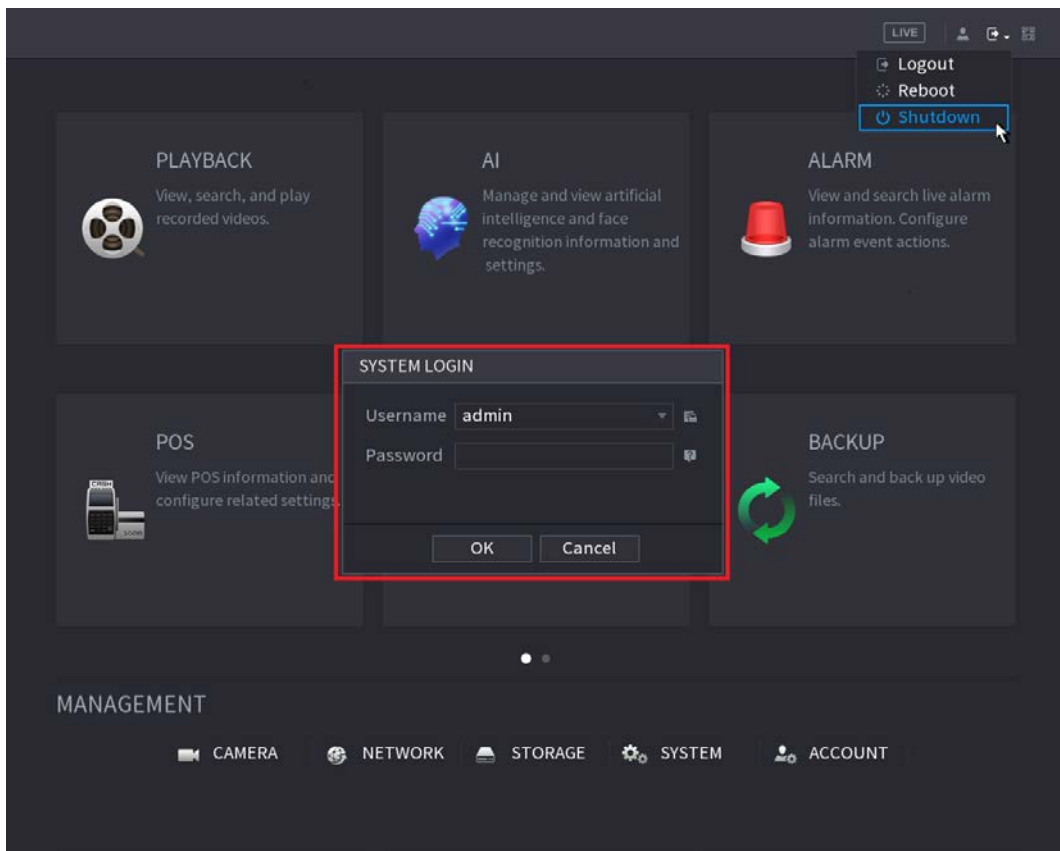 LIVE
Logout
Reboot
Shutdown
PLAYBACK
View, search, and play
recorded videos.
AI
Manage and view artificial
intelligence and face
recognition information and
settings.
ALARM
View and search live alarm
information. Configure
alarm event actions.
SYSTEM LOGIN
Username admin
Password
OK Cancel
POS
View POS information and
configure related settings.
BACKUP
Search and back up video
files.
MANAGEMENT
CAMERA NETWORK STORAGE SYSTEM ACCOUNT